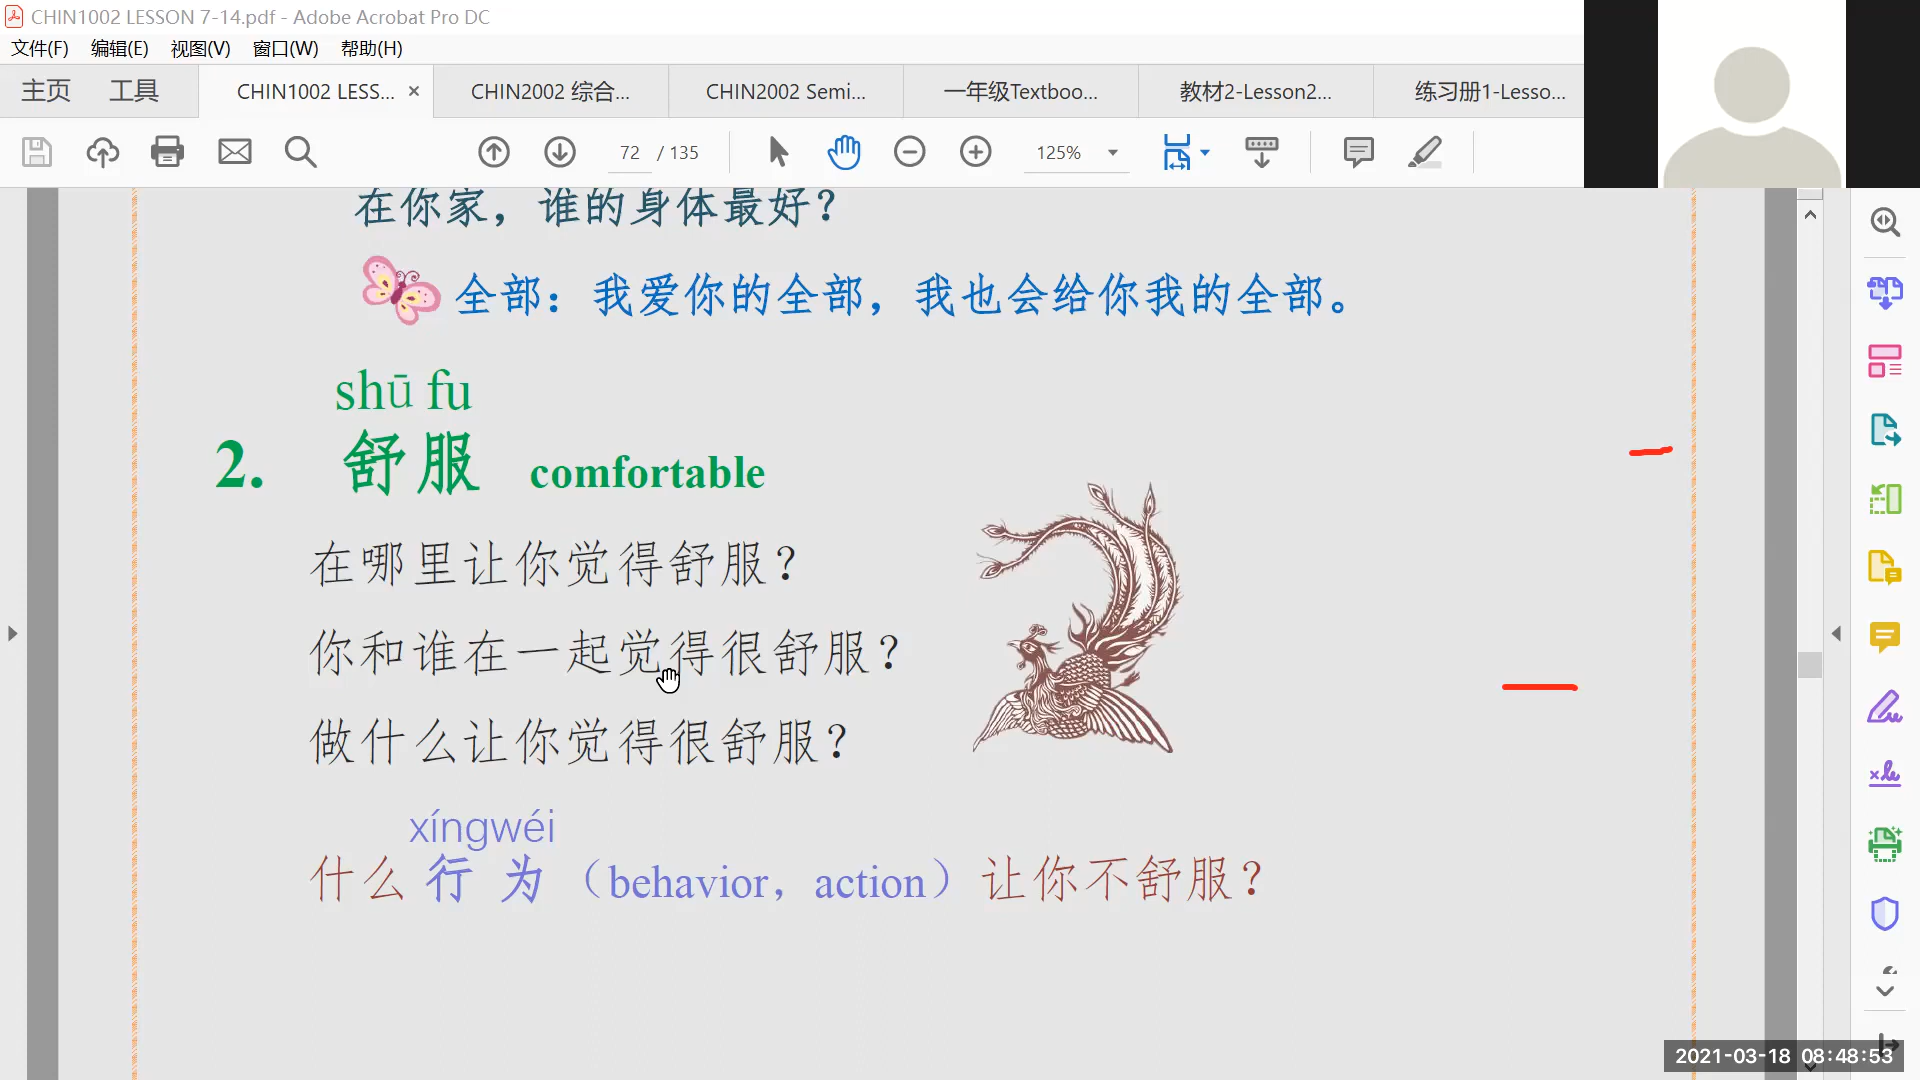 CHIN1002 LESSON 7-14.pdf - Adobe Acrobat Pro DC
文件(F) 编辑(E) 视图(V) 窗口(W) 帮助(H)
主页 工具 CHIN1002 LESS... × CHIN2002 综合... CHIN2002 Semi... 一年级Textboo... 教材2-Lesson2... 练习册1-Lesso...
72 / 135 125%
在你家，谁的身体最好？
全部：我爱你的全部，我也会给你我的全部。
shū fu
2. 舒服 comfortable
在哪里让你觉得舒服？
你和谁在一起觉得很舒服？
做什么让你觉得很舒服？
xíngwéi
什么 行 为 （behavior，action）让你不舒服？
2021-03-18 08:48:53